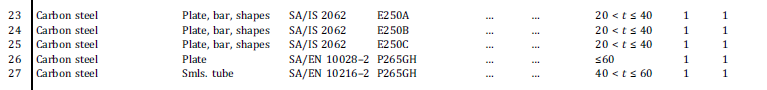 23 Carbon steel Plate, bar, shapes SA/IS 2062 E250A ... ... 20 < t ≤ 40 1 1
24 Carbon steel Plate, bar, shapes SA/IS 2062 E250B ... ... 20 < t ≤ 40 1 1
25 Carbon steel Plate, bar, shapes SA/IS 2062 E250C ... ... 20 < t ≤ 40 1 1
26 Carbon steel Plate SA/EN 10028–2 P265GH ... ... ≤60 1 1
27 Carbon steel Smls. tube SA/EN 10216–2 P265GH ... ... 40 < t ≤ 60 1 1